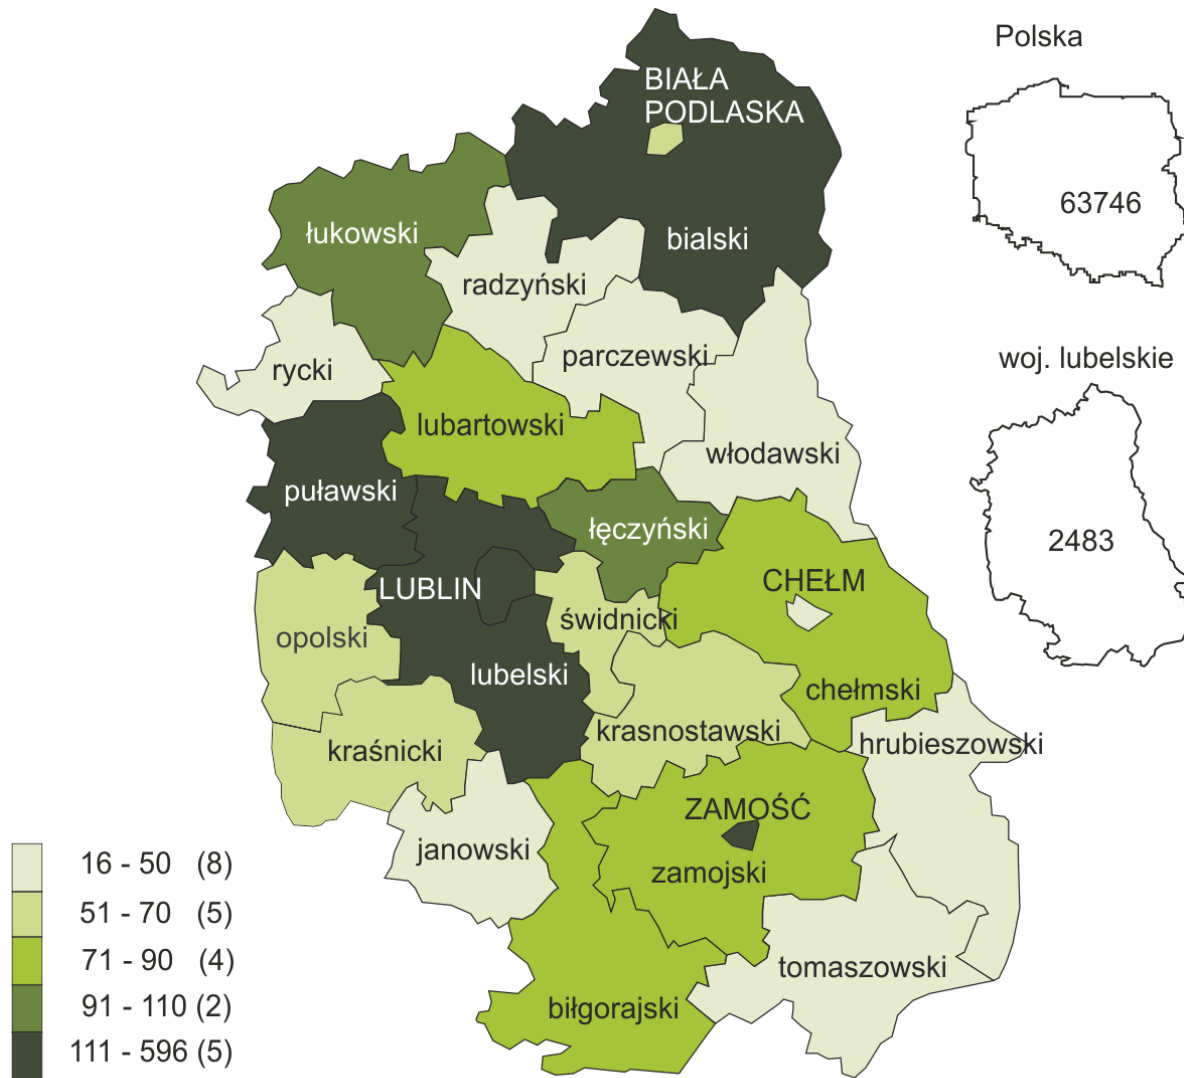 Polska
BIAŁA
PODLASKA
63746
łukowski
bialski
radzyński
parczewski
woj. lubelskie
rycki
lubartowski
włodawski
puławski
łęczyński
2483
CHEŁM
LUBLIN
świdnicki
opolski
lubelski
chełmski
krasnostawski
hrubieszowski
kraśnicki
ZAMOŚĆ
janowski
zamojski
tomaszowski
biłgorajski
16 - 50 (8)
51 - 70 (5)
71 - 90 (4)
91 - 110 (2)
111 - 596 (5)